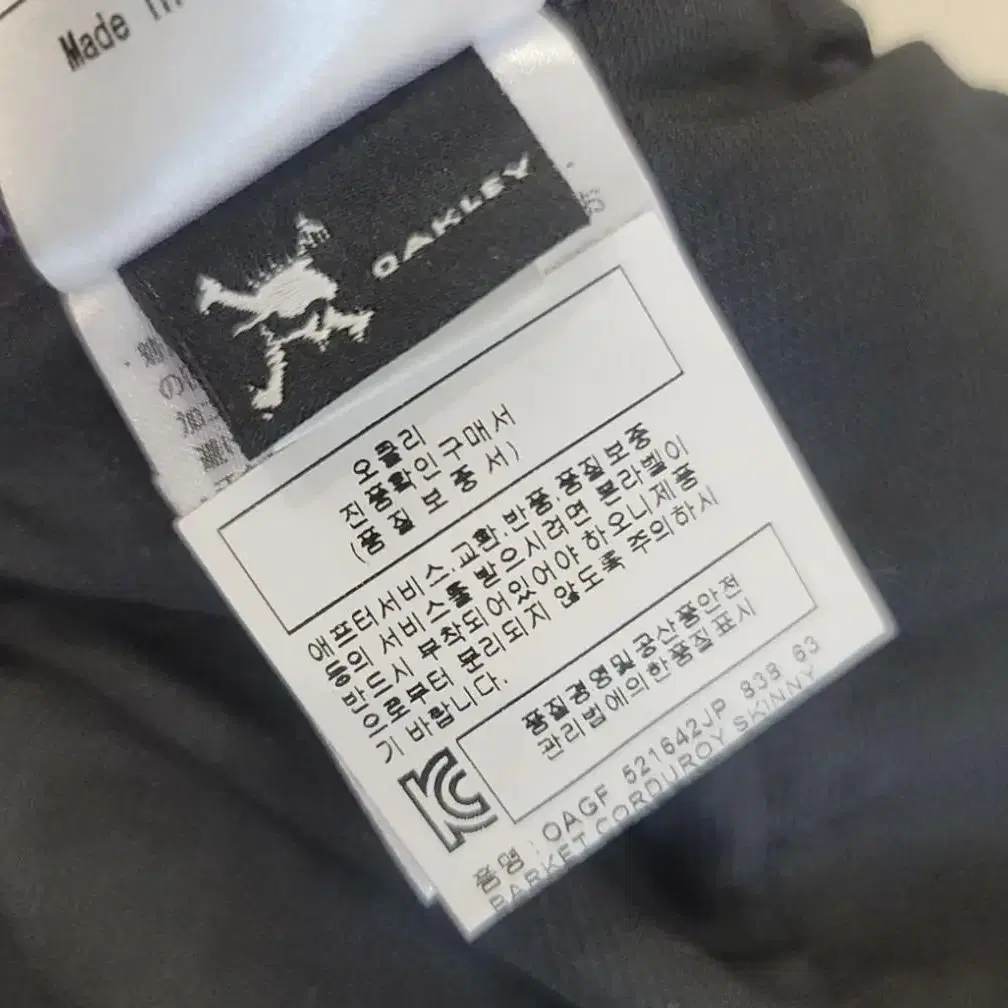 Made in
OAKLEY
오클리
진품확인구매서
(품 질 보 증 서)
애프터서비스.교환.반품.품질보증
등의 서비스를 받으시려면 본라벨이
반드시 부착되어있어야 하오니제품
으로부터 분리되지 않도록 주의하시
기 바랍니다.
품질경영및공산품안전
관리법에의한품질표시
품명 : OAGF 521642JP 838 63
BARKET CORDUROY SKINNY